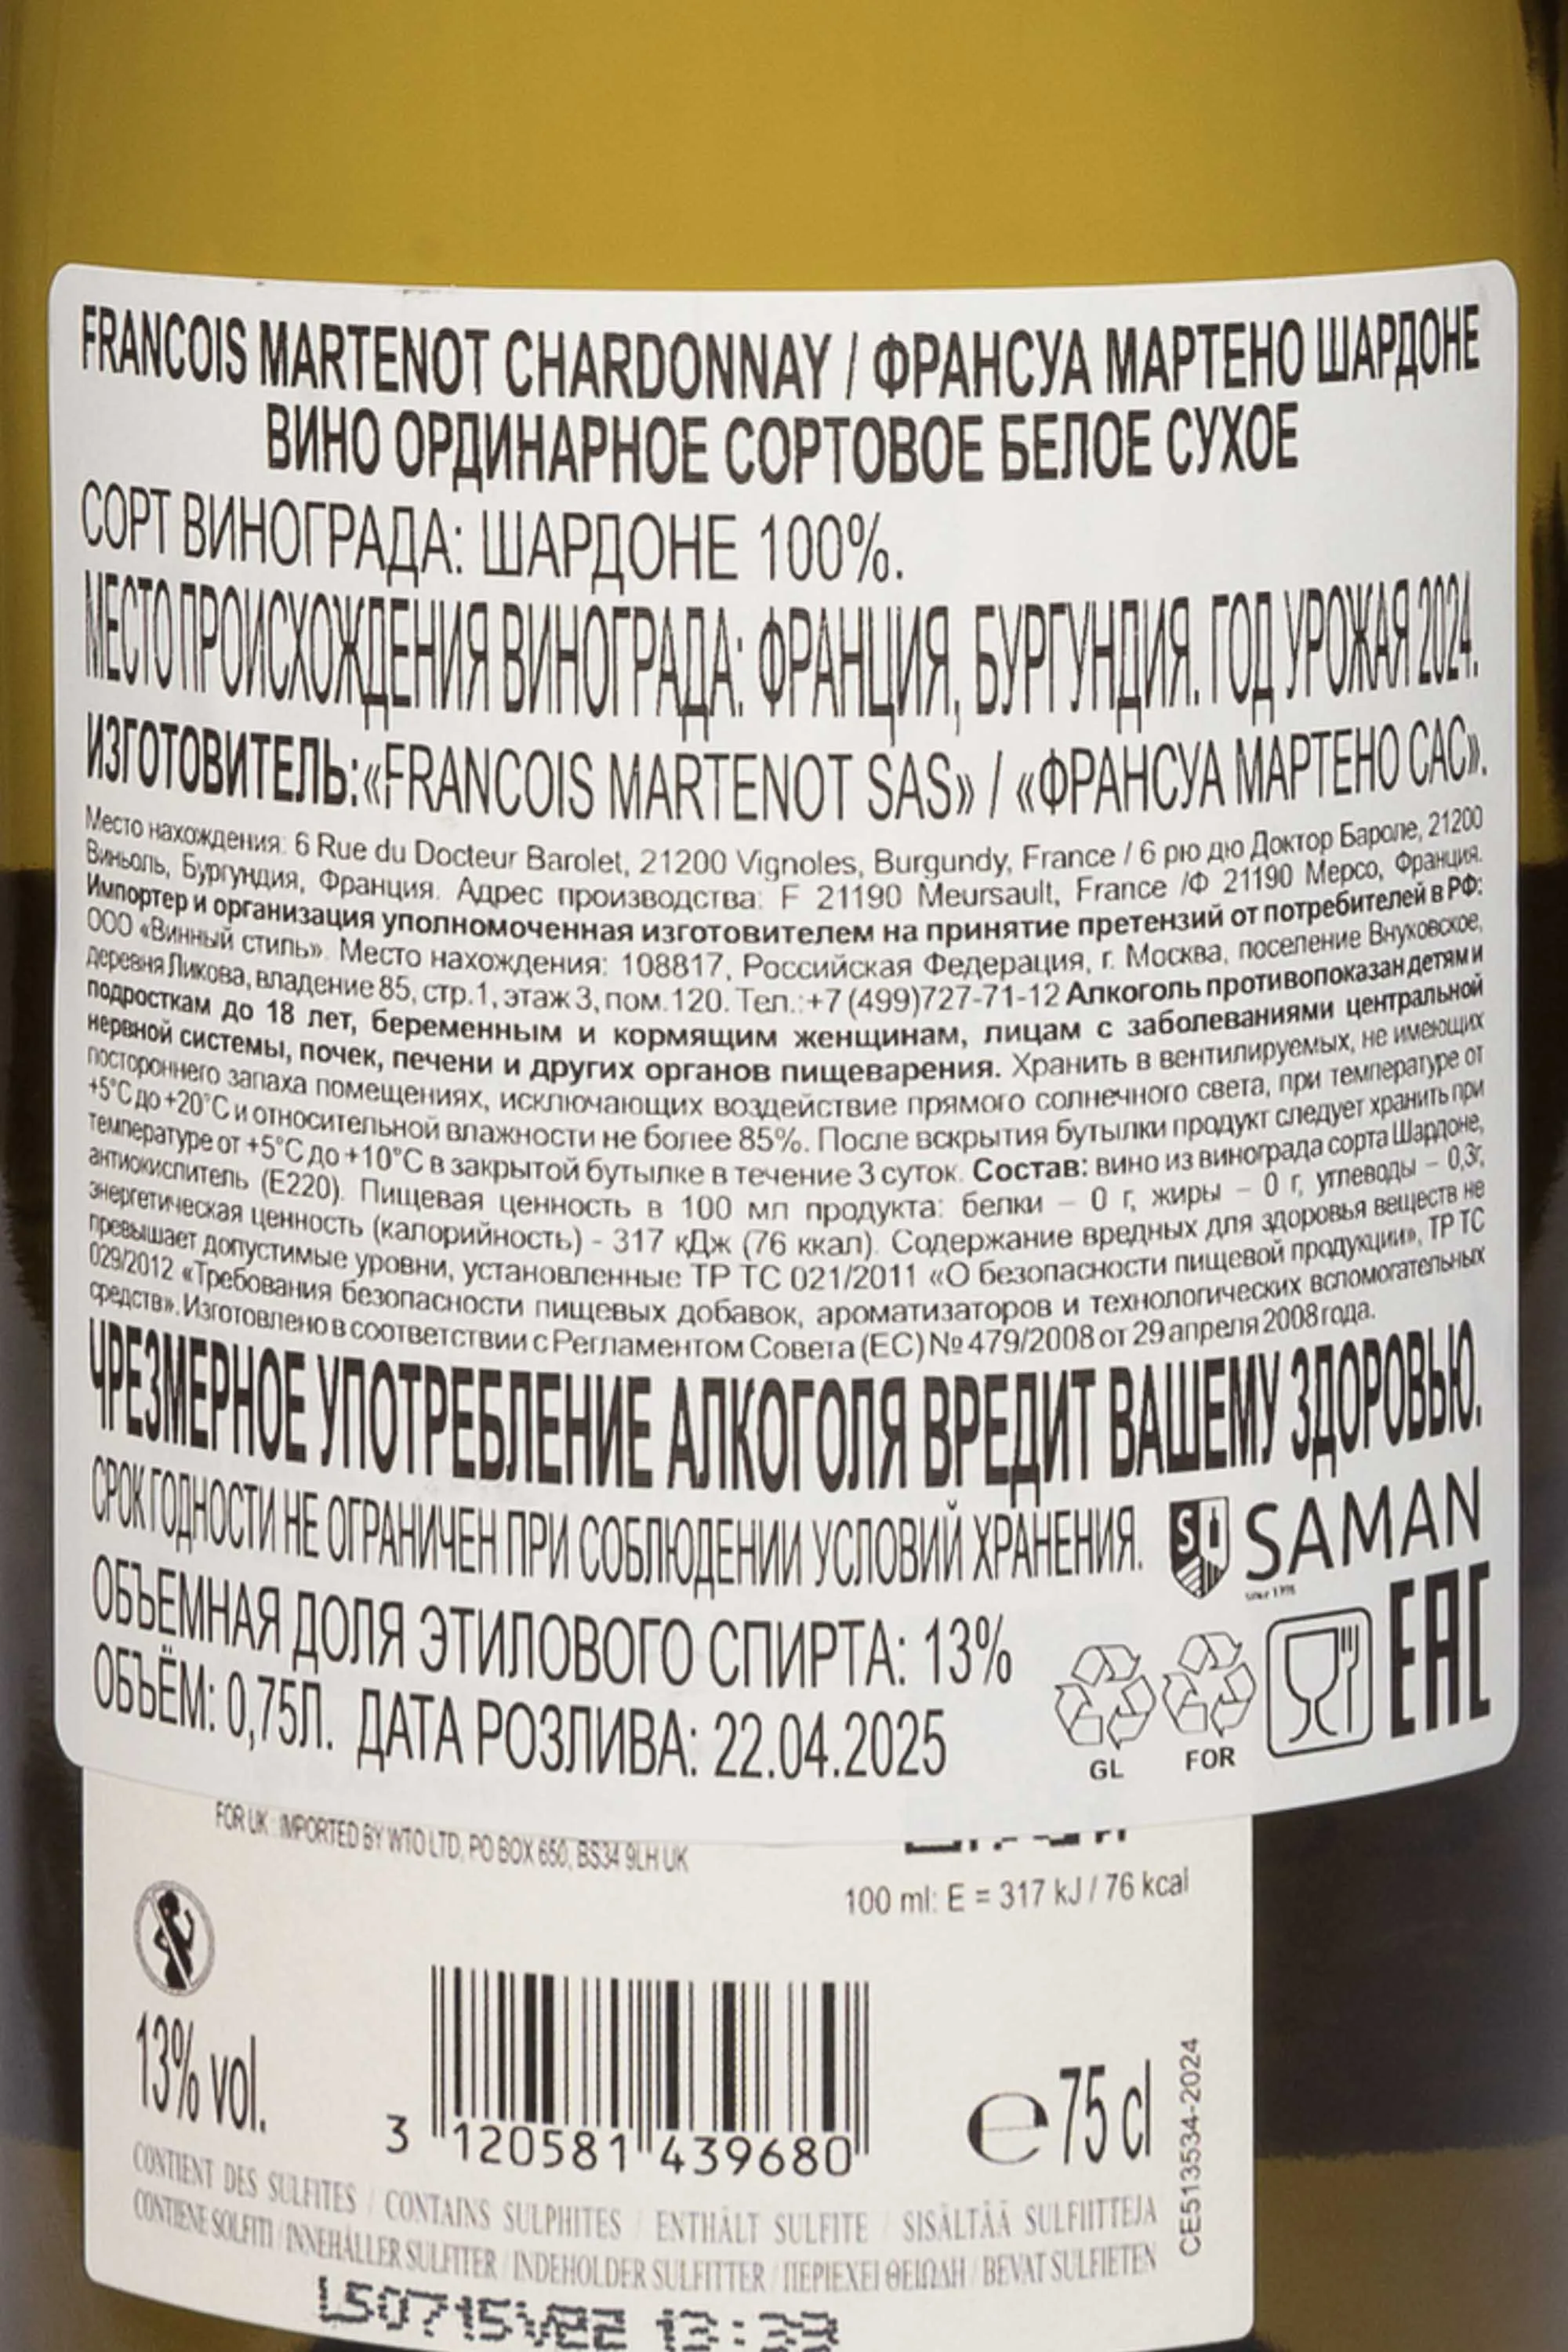 FRANCOIS MARTENOT CHARDONNAY / ФРАНСУА МАРТЕНО ШАРДОНЕ
ВИНО ОРДИНАРНОЕ СОРТОВОЕ БЕЛОЕ СУХОЕ
СОРТ ВИНОГРАДА: ШАРДОНЕ 100%.
МЕСТО ПРОИСХОЖДЕНИЯ ВИНОГРАДА: ФРАНЦИЯ, БУРГУНДИЯ. ГОД УРОЖАЯ 2024.
ИЗГОТОВИТЕЛЬ: «FRANCOIS MARTENOT SAS» / «ФРАНСУА МАРТЕНО САС».
Место нахождения: 6 Rue du Docteur Barolet, 21200 Vignoles, Burgundy, France / 6 рю дю Доктор Бароле, 21200
Виньоль, Бургундия, Франция. Адрес производства: F 21190 Meursault, France /Ф 21190 Мерсо, Франция.
Импортер и организация уполномоченная изготовителем на принятие претензий от потребителей в РФ:
ООО «Винный стиль». Место нахождения: 108817, Российская Федерация, г. Москва, поселение Внуковское,
деревня Ликова, владение 85, стр.1, этаж 3, пом.120. Тел.:+7 (499)727-71-12 Алкоголь противопоказан детям и
подросткам до 18 лет, беременным и кормящим женщинам, лицам с заболеваниями центральной
нервной системы, почек, печени и других органов пищеварения. Хранить в вентилируемых, не имеющих
постороннего запаха помещениях, исключающих воздействие прямого солнечного света, при температуре от
+5°С до +20°С и относительной влажности не более 85%. После вскрытия бутылки продукт следует хранить при
температуре от +5°С до +10°С в закрытой бутылке в течение 3 суток. Состав: вино из винограда сорта Шардоне,
антиокислитель (Е220). Пищевая ценность в 100 мл продукта: белки – 0 г, жиры – 0 г, углеводы – 0,3г,
энергетическая ценность (калорийность) - 317 кДж (76 ккал). Содержание вредных для здоровья веществ не
превышает допустимые уровни, установленные ТР ТС 021/2011 «О безопасности пищевой продукции», ТР ТС
029/2012 «Требования безопасности пищевых добавок, ароматизаторов и технологических вспомогательных
средств». Изготовлено в соответствии с Регламентом Совета (ЕС) № 479/2008 от 29 апреля 2008 года.
ЧРЕЗМЕРНОЕ УПОТРЕБЛЕНИЕ АЛКОГОЛЯ ВРЕДИТ ВАШЕМУ ЗДОРОВЬЮ.
СРОК ГОДНОСТИ НЕ ОГРАНИЧЕН ПРИ СОБЛЮДЕНИИ УСЛОВИЙ ХРАНЕНИЯ.
S SAMAN
ОБЪЕМНАЯ ДОЛЯ ЭТИЛОВОГО СПИРТА: 13%
ОБЪЁМ: 0,75Л. ДАТА РОЗЛИВА: 22.04.2025
GL FOR EAC
FOR UK : IMPORTED BY WTO LTD, PO BOX 650, BS34 9LH UK
100 ml: E = 317 kJ / 76 kcal
13% vol.
3 120581 439680
℮ 75 cl
CE513534-2024
CONTIENT DES SULFITES / CONTAINS SULPHITES / ENTHÄLT SULFITE / SISÄLTÄÄ SULFIITTEJA
CONTIENE SOLFITI / INNEHÅLLER SULFITER / INDEHOLDER SULFITTER / ΠΕΡΙΕΧΕΙ ΘΕΙΩΔΗ / BEVAT SULFIETEN